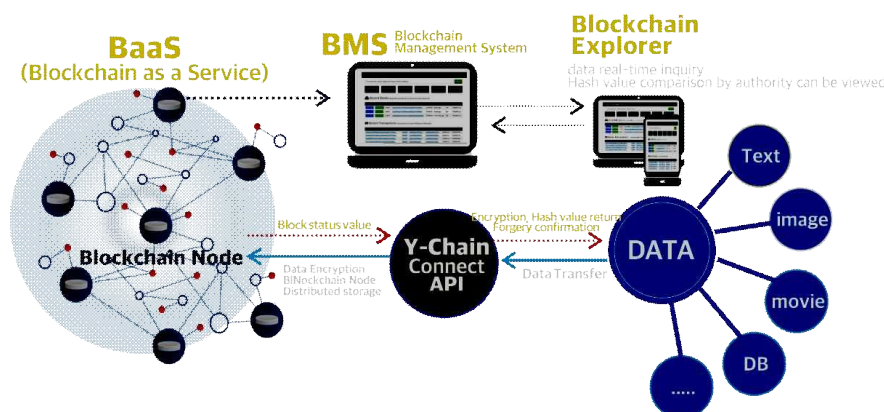 BaaS
(Blockchain as a Service)
BMS Blockchain
Management System
Blockchain
Explorer
data real-time inquiry
Hash value comparison by authority can be viewed
Blockchain Node
Block status value
Data Encryption
BiNockchain Node
Distributed storage
Y-Chain
Connect
API
Encryption, Hash value return
Forgery confirmation
Data Transfer
DATA
Text
image
movie
DB
.....